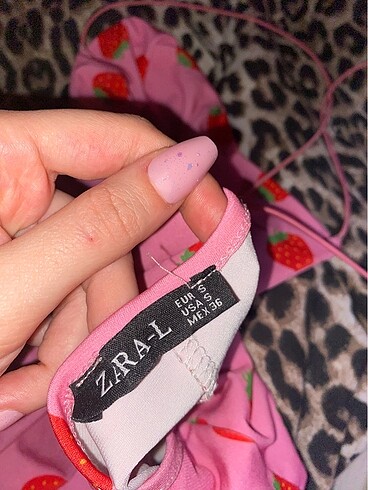 ZARA-L
EUR S
USA S
MEX 36